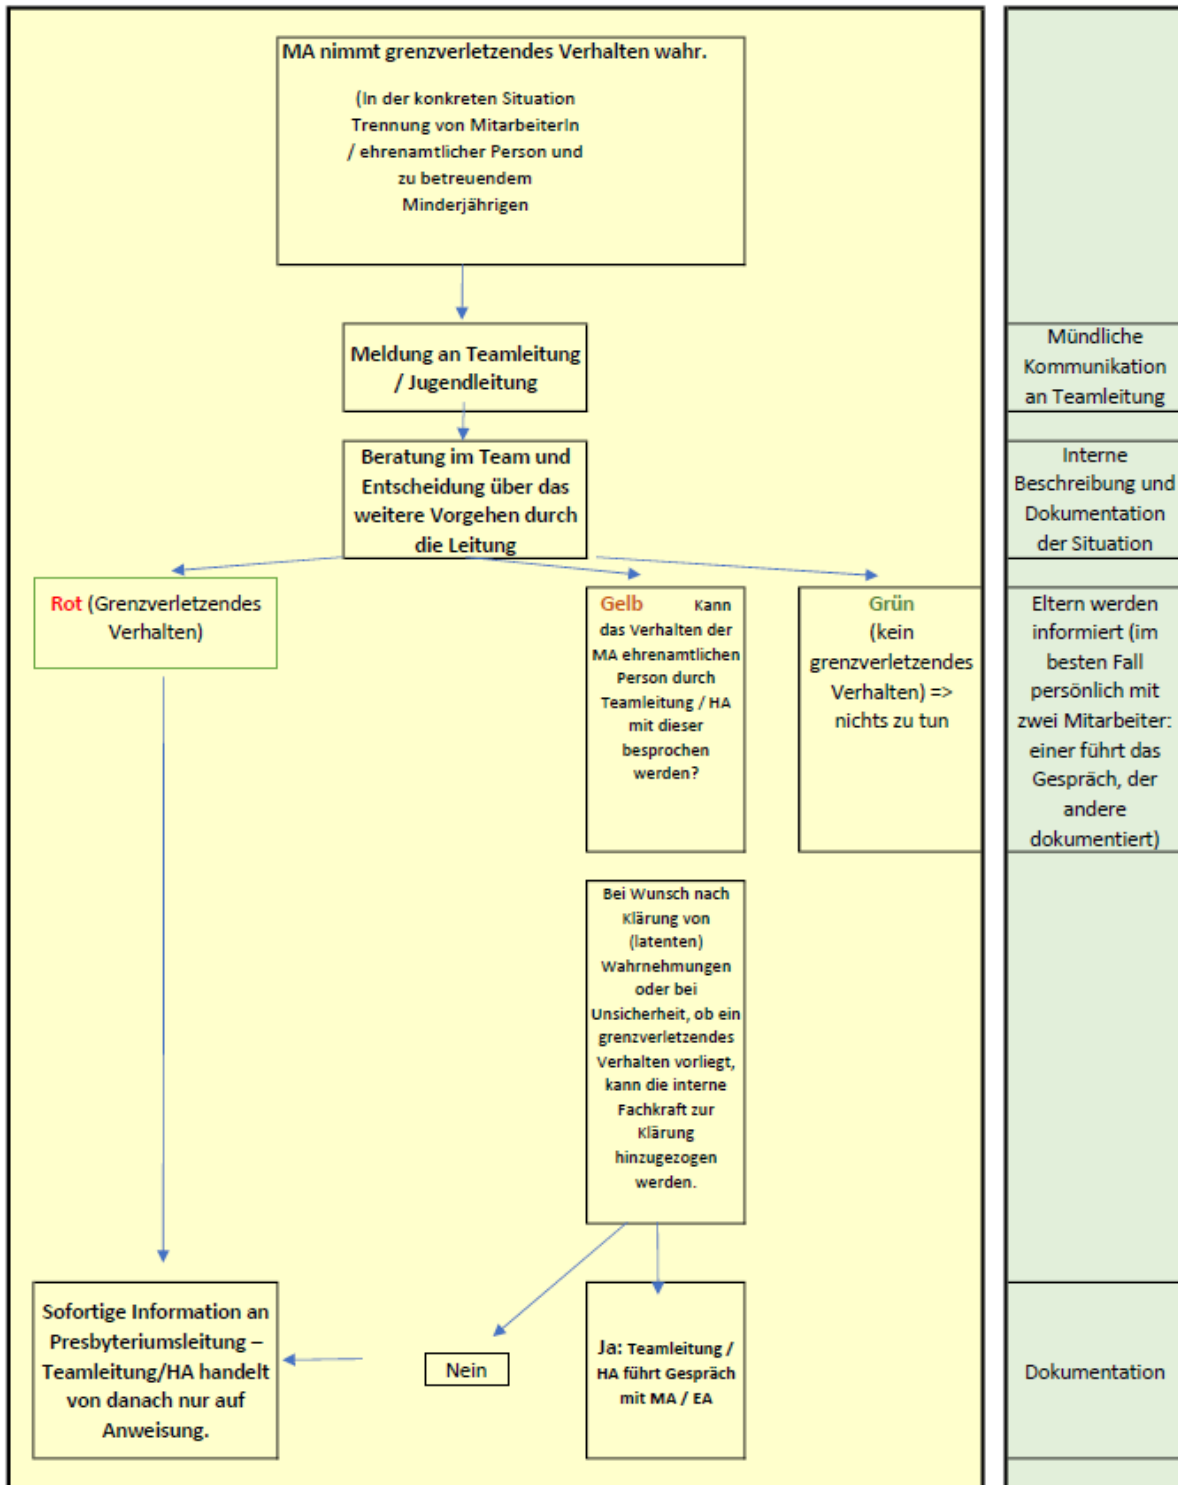 MA nimmt grenzverletzendes Verhalten wahr.
(In der konkreten Situation
Trennung von MitarbeiterIn
/ ehrenamtlicher Person und
zu betreuendem
Minderjährigen
Meldung an Teamleitung
/ Jugendleitung
Mündliche
Kommunikation
an Teamleitung
Beratung im Team und
Entscheidung über das
weitere Vorgehen durch
die Leitung
Interne
Beschreibung und
Dokumentation
der Situation
Rot (Grenzverletzendes
Verhalten)
Gelb Kann
das Verhalten der
MA ehrenamtlichen
Person durch
Teamleitung / HA
mit dieser
besprochen
werden?
Grün
(kein
grenzverletzendes
Verhalten) =>
nichts zu tun
Eltern werden
informiert (im
besten Fall
persönlich mit
zwei Mitarbeiter:
einer führt das
Gespräch, der
andere
dokumentiert)
Bei Wunsch nach
Klärung von
(latenten)
Wahrnehmungen
oder bei
Unsicherheit, ob ein
grenzverletzendes
Verhalten vorliegt,
kann die interne
Fachkraft zur
Klärung
hinzugezogen
werden.
Sofortige Information an
Presbyteriumsleitung –
Teamleitung/HA handelt
von danach nur auf
Anweisung.
Nein
Ja: Teamleitung /
HA führt Gespräch
mit MA / EA
Dokumentation